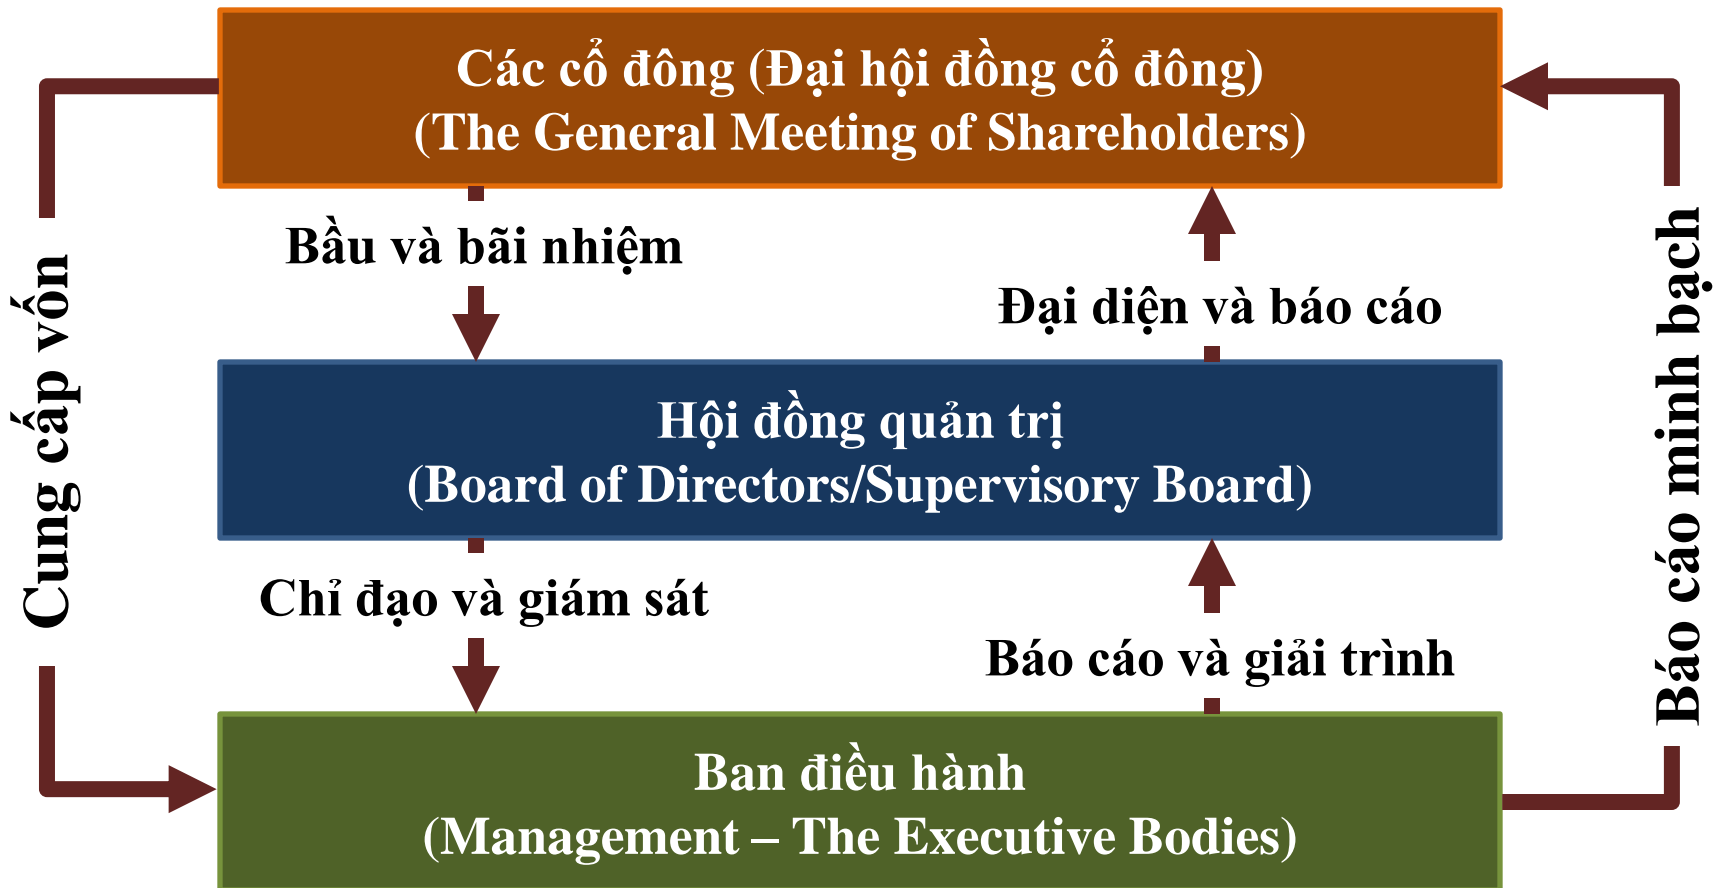 Các cổ đông (Đại hội đồng cổ đông)
(The General Meeting of Shareholders)
Bầu và bãi nhiệm
Đại diện và báo cáo
Cung cấp vốn
Báo cáo minh bạch
Hội đồng quản trị
(Board of Directors/Supervisory Board)
Chỉ đạo và giám sát
Báo cáo và giải trình
Ban điều hành
(Management – The Executive Bodies)